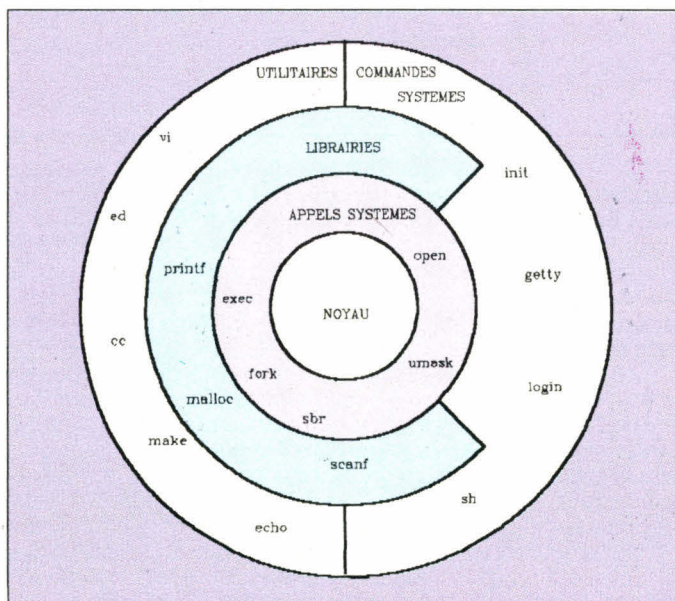 UTILITAIRES COMMANDES
SYSTEMES
vi
LIBRAIRIES
init
ed
APPELS SYSTEMES
open
getty
printf
exec
NOYAU
cc
umask
fork
login
malloc
sbr
make
scanf
sh
echo